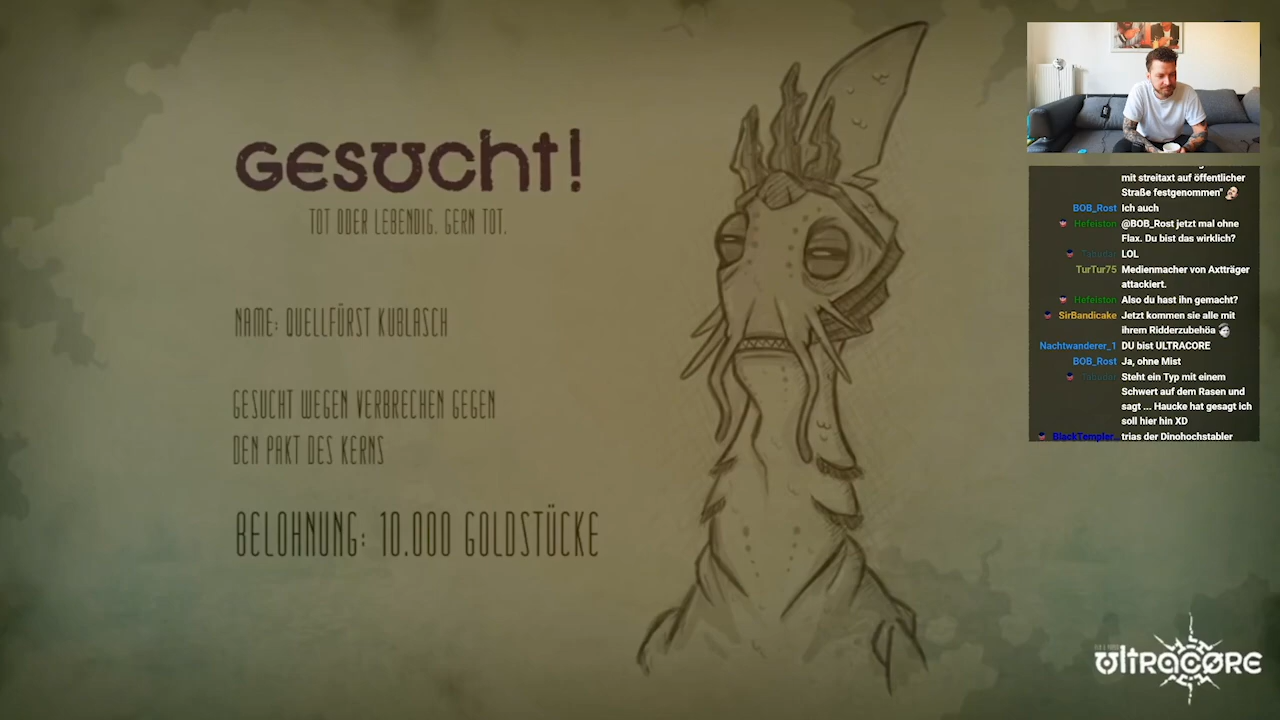 GESUCHT!
TOT ODER LEBENDIG. GERN TOT.
NAME: QUELLFÜRST KUBLASCH
GESUCHT WEGEN VERBRECHEN GEGEN
DEN PAKT DES KERNS
BELOHNUNG: 10.000 GOLDSTÜCKE
mit streitaxt auf öffentlicher
Straße festgenommen"
BOB_Rost Ich auch
Hefeiston @BOB_Rost jetzt mal ohne
Flax. Du bist das wirklich?
LOL
TurTur75 Medienmacher von Axtträger
attackiert.
Hefeiston Also du hast ihn gemacht?
SirBandicake Jetzt kommen sie alle mit
ihrem Ridderzubehöa
Nachtwanderer_1 DU bist ULTRACORE
BOB_Rost Ja, ohne Mist
Steht ein Typ mit einem
Schwert auf dem Rasen und
sagt ... Haucke hat gesagt ich
soll hier hin XD
BlackTempler... trias der Dinohochstabler
ULTRACORE